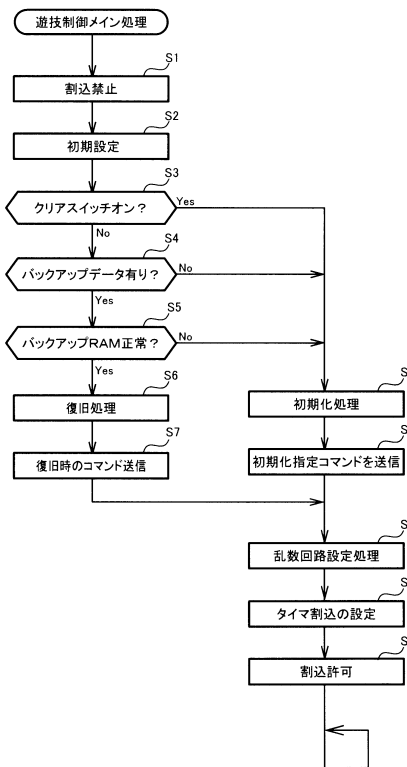 遊技制御メイン処理
S1
割込禁止
S2
初期設定
S3
クリアスイッチオン？
Yes
No
S4
バックアップデータ有り？
No
Yes
S5
バックアップRAM正常？
No
Yes
S6
復旧処理
S7
復旧時のコマンド送信
S
初期化処理
S
初期化指定コマンドを送信
S
乱数回路設定処理
S
タイマ割込の設定
S
割込許可